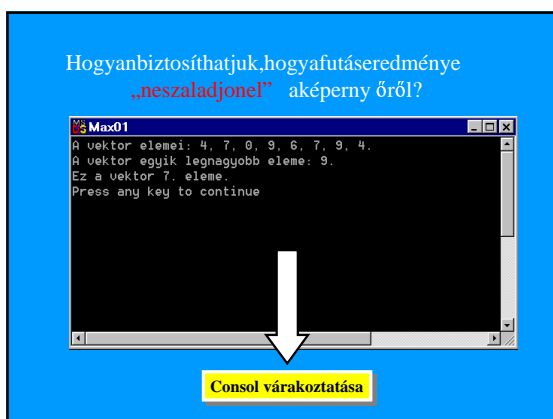 Hogyanbiztosíthatjuk,hogyafutáseredménye
„neszaladjonel” aképerny őről?
Max01
A vektor elemei: 4, 7, 0, 9, 6, 7, 9, 4.
A vektor egyik legnagyobb eleme: 9.
Ez a vektor 7. eleme.
Press any key to continue
Consol várakoztatása